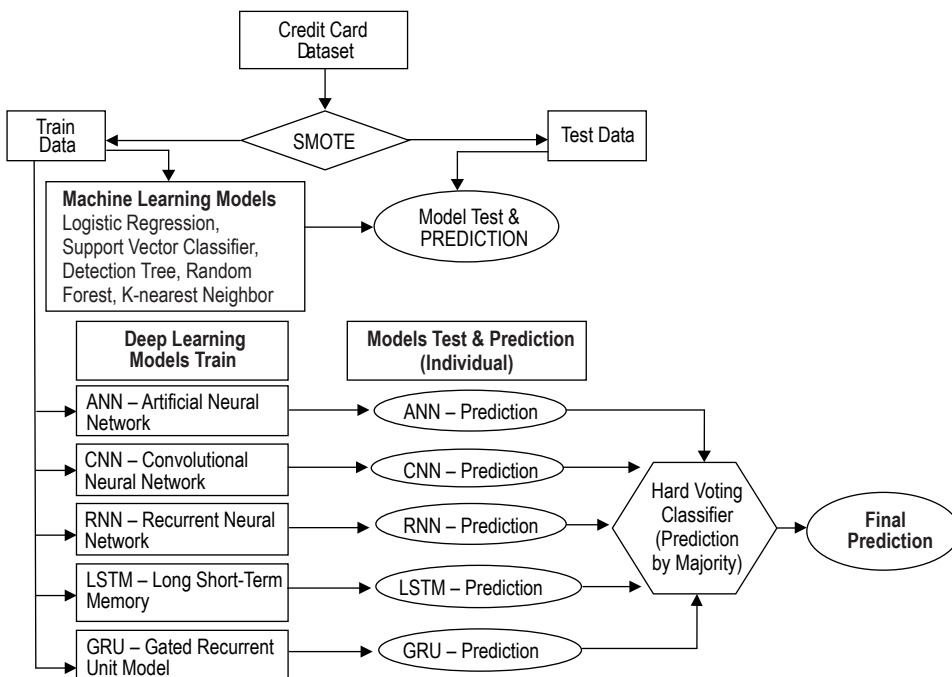 Credit Card
Dataset
Train
Data
SMOTE
Test Data
Machine Learning Models
Logistic Regression,
Support Vector Classifier,
Detection Tree, Random
Forest, K-nearest Neighbor
Model Test &
PREDICTION
Deep Learning
Models Train
Models Test & Prediction
(Individual)
ANN – Artificial Neural
Network
ANN – Prediction
CNN – Convolutional
Neural Network
CNN – Prediction
RNN – Recurrent Neural
Network
RNN – Prediction
LSTM – Long Short-Term
Memory
LSTM – Prediction
GRU – Gated Recurrent
Unit Model
GRU – Prediction
Hard Voting
Classifier
(Prediction
by Majority)
Final
Prediction